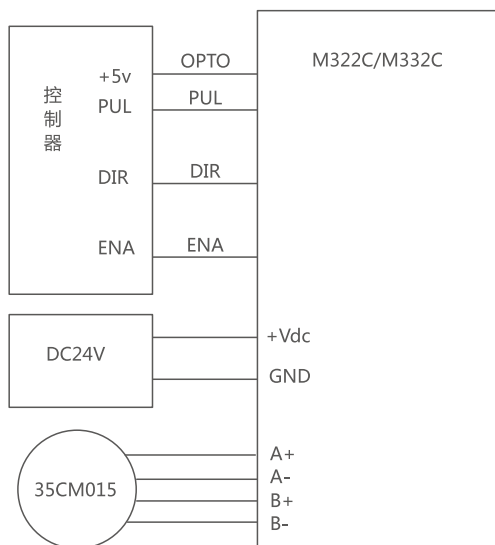 OPTO
M322C/M332C
+5v
PUL
PUL
控制器
DIR
DIR
ENA
ENA
DC24V
+Vdc
GND
35CM015
A+
A-
B+
B-